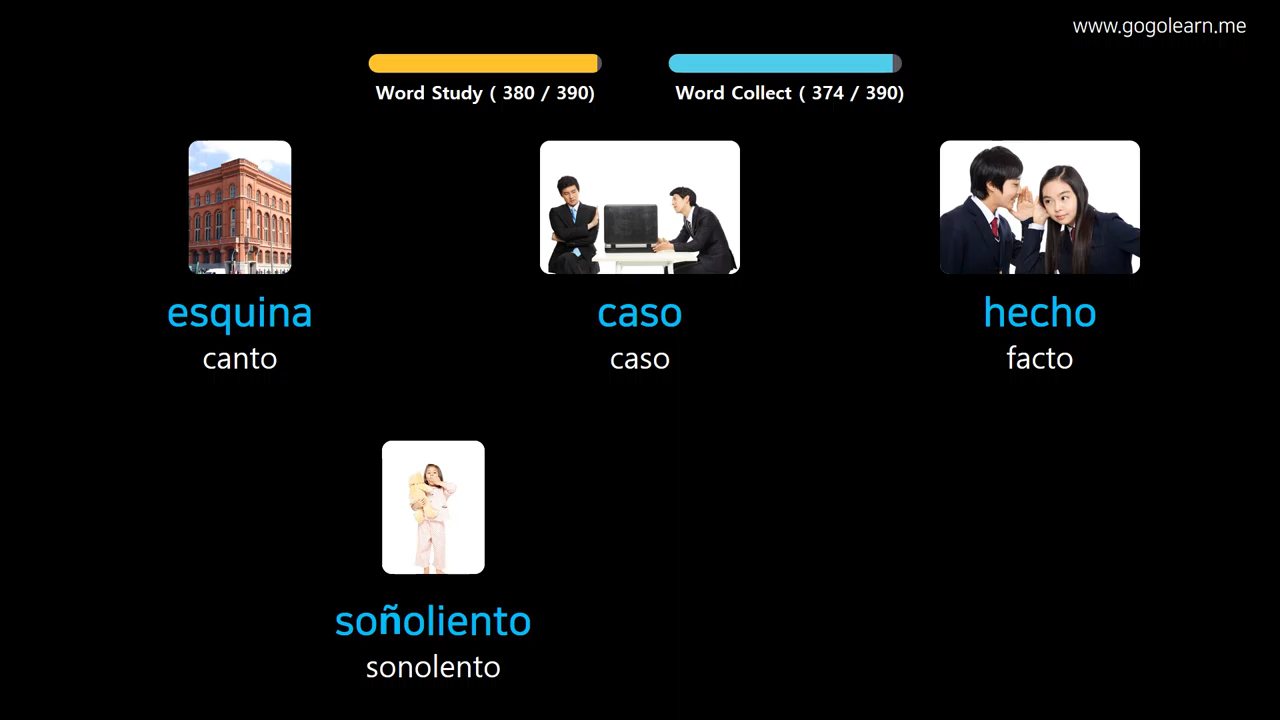 www.gogolearn.me
Word Study ( 380 / 390)
Word Collect ( 374 / 390)
esquina
canto
caso
caso
hecho
facto
soñoliento
sonolento